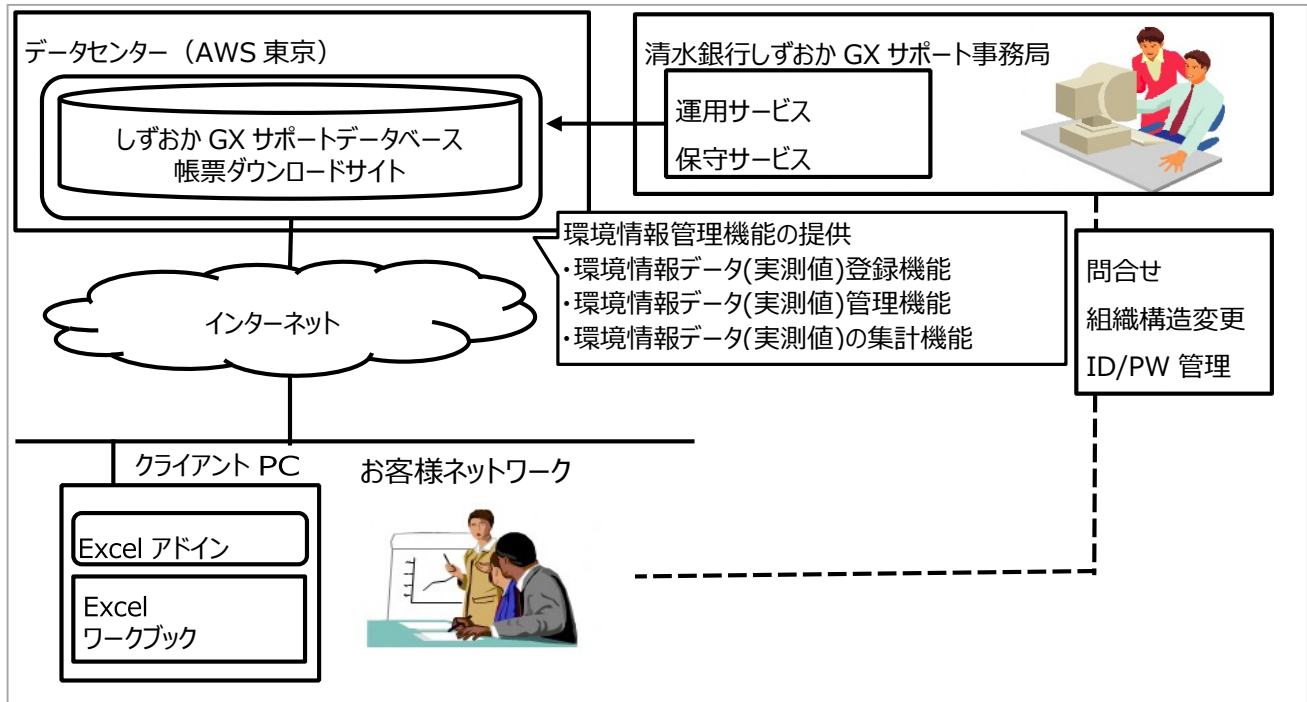 データセンター（AWS 東京）
しずおか GX サポートデータベース
帳票ダウンロードサイト
清水銀行しずおか GX サポート事務局
運用サービス
保守サービス
環境情報管理機能の提供
・環境情報データ(実測値)登録機能
・環境情報データ(実測値)管理機能
・環境情報データ(実測値)の集計機能
問合せ
組織構造変更
ID/PW 管理
インターネット
クライアント PC
お客様ネットワーク
Excel アドイン
Excel
ワークブック